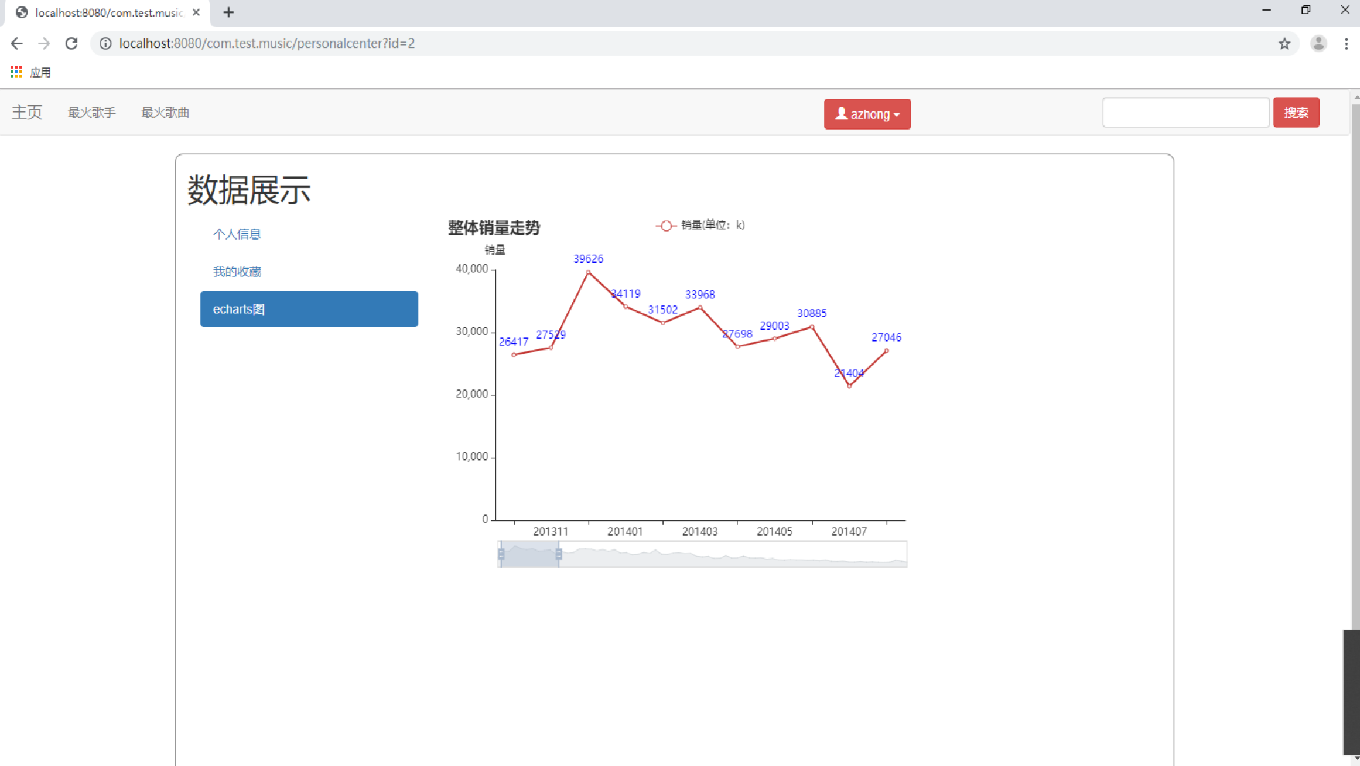 localhost:8080/com.test.music
localhost:8080/com.test.music/personalcenter?id=2
应用
主页 最火歌手 最火歌曲 azhong 搜索
数据展示
个人信息
我的收藏
echarts图
整体销量走势
销量(单位：k)
销量
40,000
30,000
20,000
10,000
0
26417 27529 39626 34119 31502 33968 27698 29003 30885 21404 27046
201311 201401 201403 201405 201407